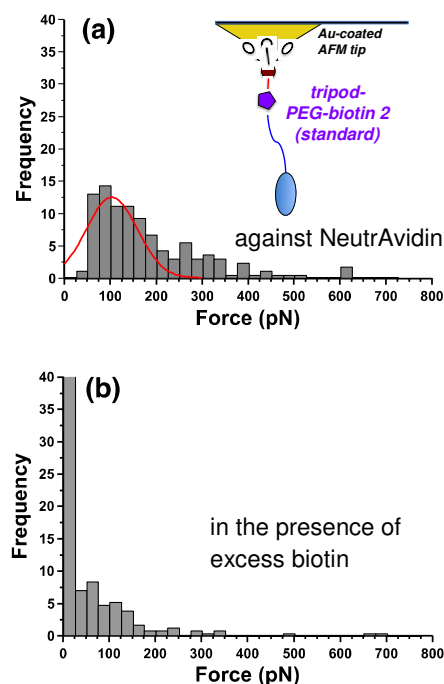 (a)
Au-coated
AFM tip
tripod-
PEG-biotin 2
(standard)
against NeutrAvidin
Frequency
40
35
30
25
20
15
10
5
0
0 100 200 300 400 500 600 700 800
Force (pN)
(b)
in the presence of
excess biotin
Frequency
40
35
30
25
20
15
10
5
0
0 100 200 300 400 500 600 700 800
Force (pN)